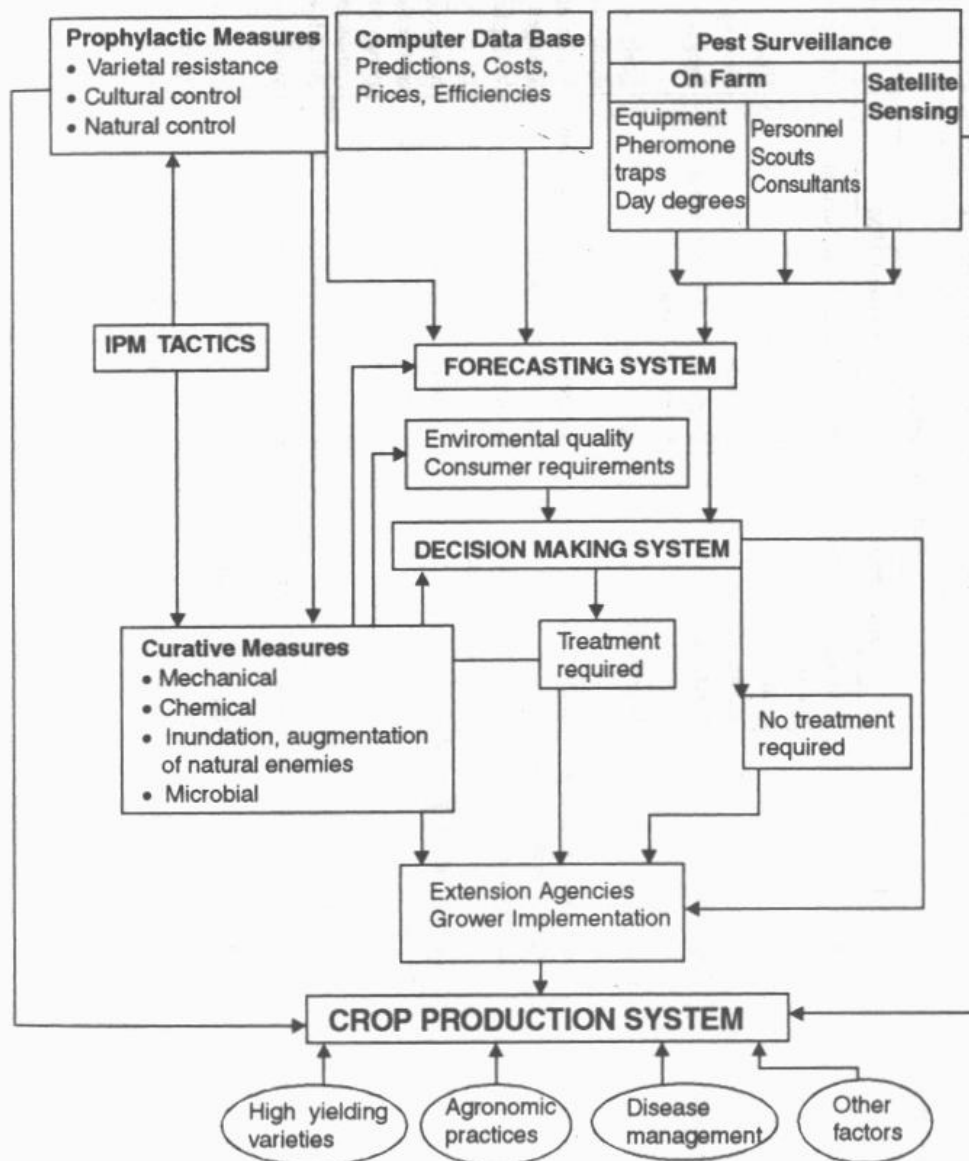 Prophylactic Measures
• Varietal resistance
• Cultural control
• Natural control
Computer Data Base
Predictions, Costs,
Prices, Efficiencies
Pest Surveillance
On Farm
Satellite
Sensing
Equipment
Pheromone
traps
Day degrees
Personnel
Scouts
Consultants
IPM TACTICS
FORECASTING SYSTEM
Enviromental quality
Consumer requirements
DECISION MAKING SYSTEM
Curative Measures
• Mechanical
• Chemical
• Inundation, augmentation
of natural enemies
• Microbial
Treatment
required
No treatment
required
Extension Agencies
Grower Implementation
CROP PRODUCTION SYSTEM
High yielding
varieties
Agronomic
practices
Disease
management
Other
factors